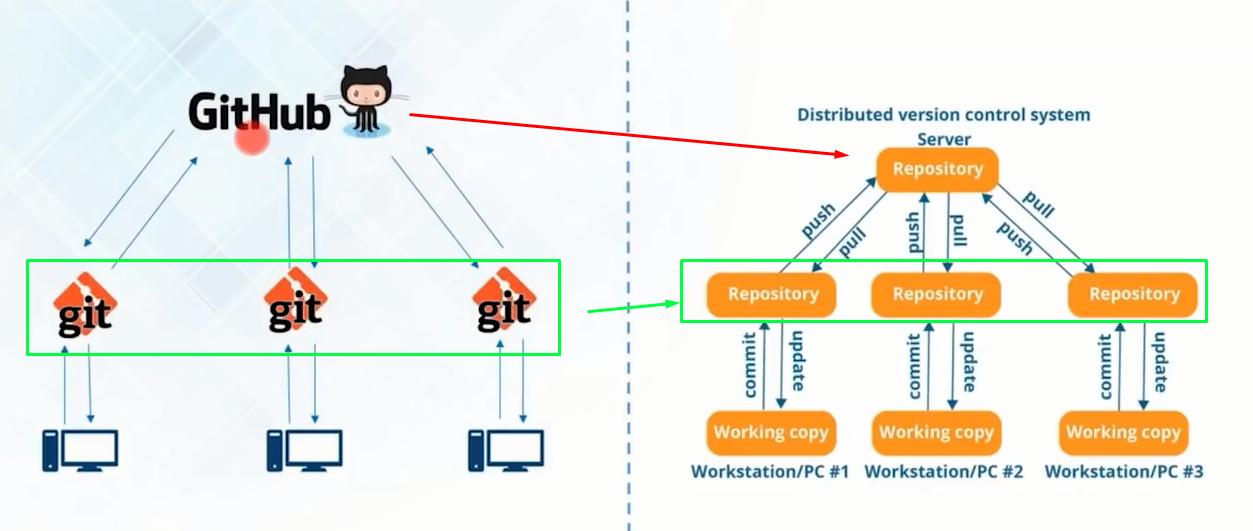 GitHub
git
git
git
Distributed version control system
Server
Repository
push
pull
push
pull
push
pull
Repository
Repository
Repository
commit
update
commit
update
commit
update
Working copy
Working copy
Working copy
Workstation/PC #1
Workstation/PC #2
Workstation/PC #3